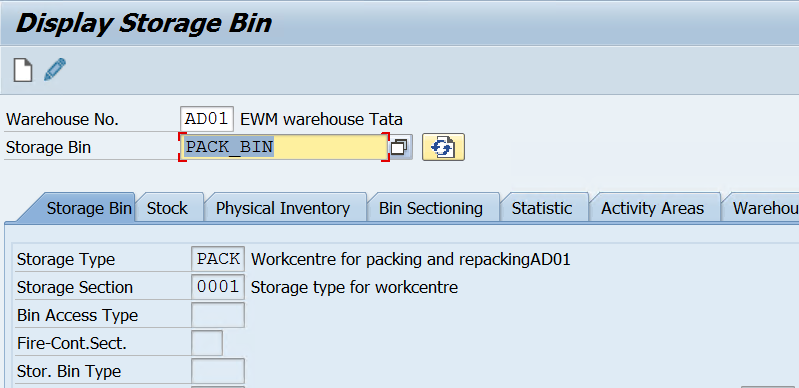 Display Storage Bin
Warehouse No. AD01 EWM warehouse Tata
Storage Bin PACK_BIN
Storage Bin Stock Physical Inventory Bin Sectioning Statistic Activity Areas Warehou
Storage Type PACK Workcentre for packing and repackingAD01
Storage Section 0001 Storage type for workcentre
Bin Access Type
Fire-Cont.Sect.
Stor. Bin Type